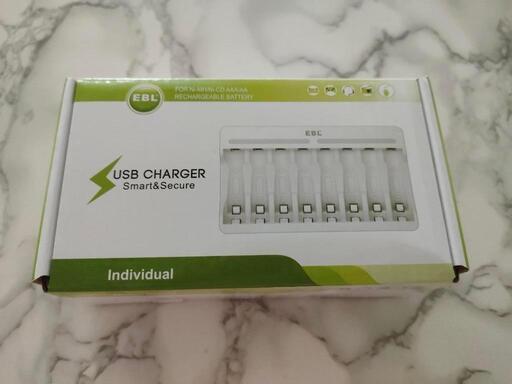 EBL
FOR Ni-MH/Ni-CD AAA/AA
RECHARGEABLE BATTERY
EBL
USB CHARGER
Smart&Secure
Individual